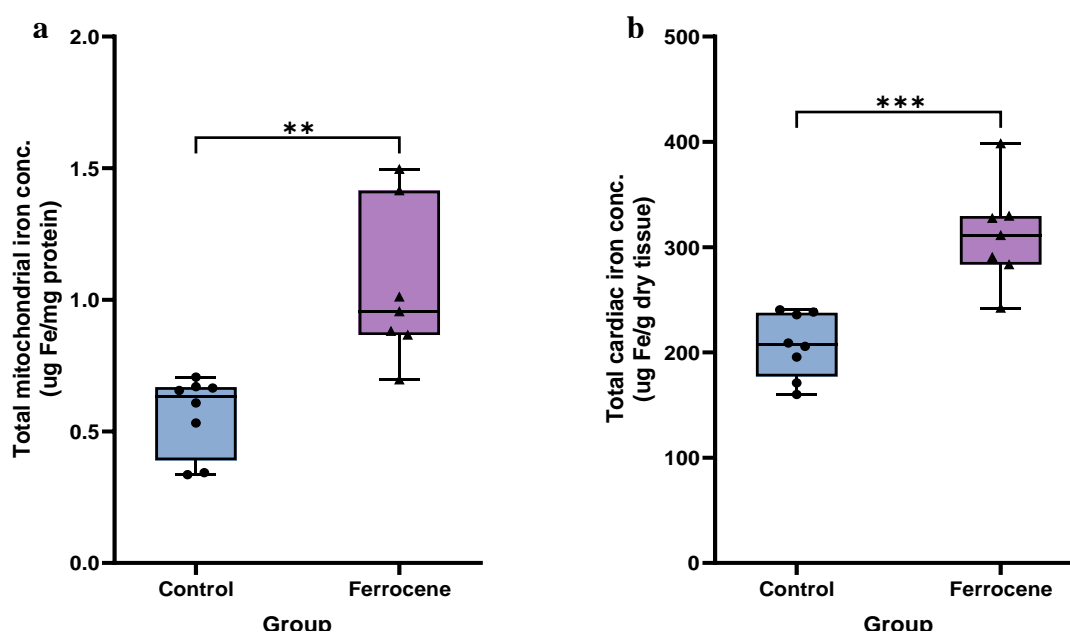 a
Total mitochondrial iron conc.
(ug Fe/mg protein)
2.0
1.5
1.0
0.5
0.0
**
Control
Ferrocene
Group
b
Total cardiac iron conc.
(ug Fe/g dry tissue)
500
400
300
200
100
0
***
Control
Ferrocene
Group